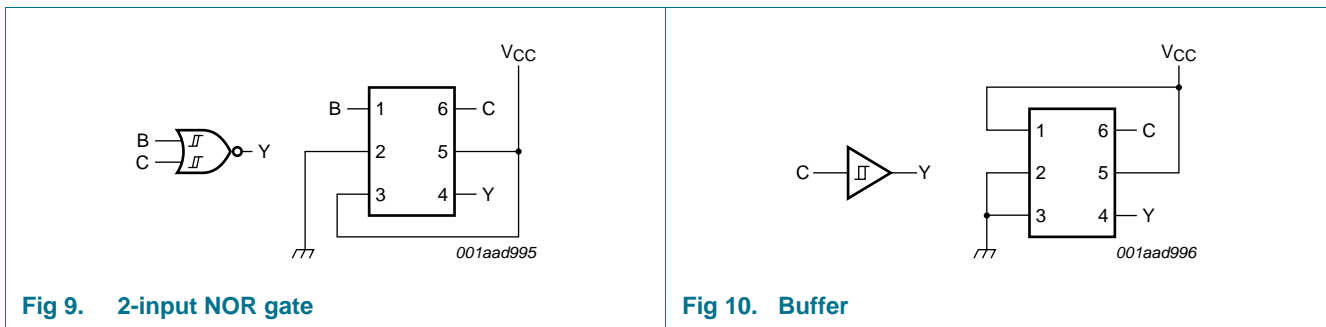 VCC
B
1
6
C
B
C
Y
2
5
3
4
Y
001aad995
Fig 9. 2-input NOR gate
VCC
1
6
C
C
Y
2
5
3
4
Y
001aad996
Fig 10. Buffer